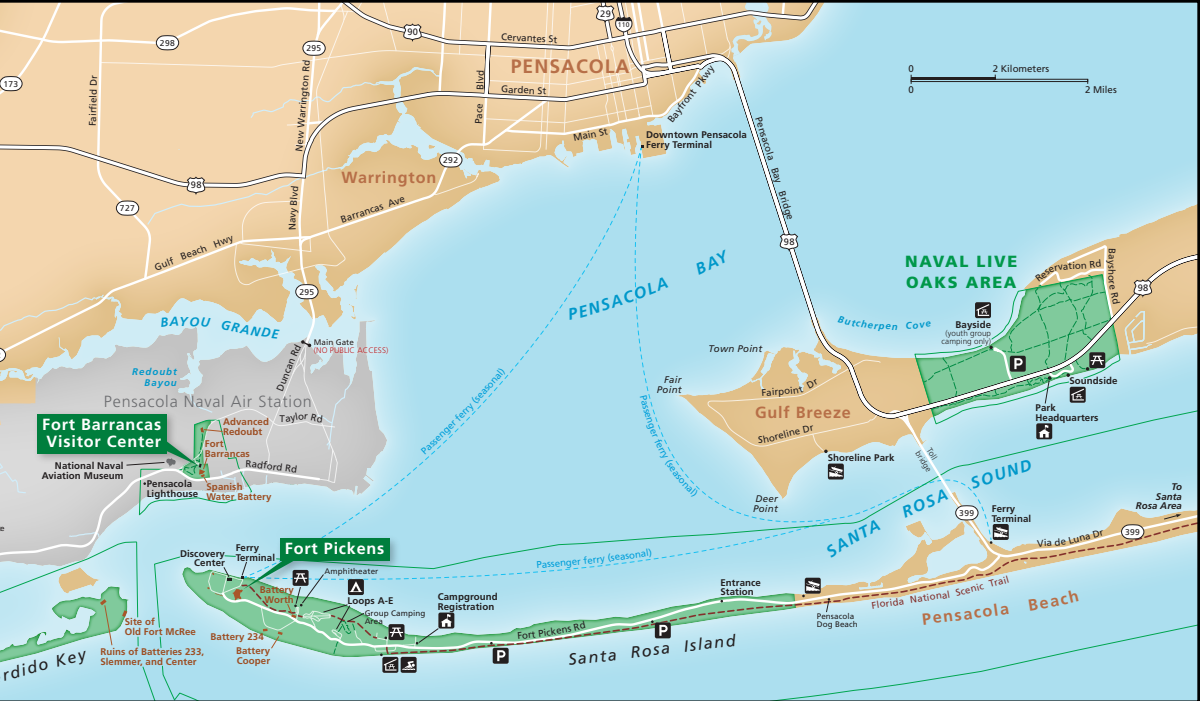 29
110
90
298
295
173
Cervantes St
PENSACOLA
0 2 Kilometers
0 2 Miles
Fairfield Dr
New Warrington Rd
Pace Blvd
Garden St
Bayfront Pkwy
Main St
Downtown Pensacola
Ferry Terminal
Pensacola Bay Bridge
292
Warrington
98
727
Navy Blvd
Barrancas Ave
Gulf Beach Hwy
98
PENSACOLA BAY
NAVAL LIVE
OAKS AREA
Reservation Rd
Bayshore Rd
98
295
BAYOU GRANDE
Butcherpen Cove
Bayside
(youth group
camping only)
Main Gate
(NO PUBLIC ACCESS)
Duncan Rd
Town Point
P
Redoubt
Bayou
Pensacola Naval Air Station
Fair
Point
Fairpoint Dr
Soundside
Gulf Breeze
Park
Headquarters
Taylor Rd
Passenger ferry (seasonal)
Passenger ferry (seasonal)
Fort Barrancas
Visitor Center
Advanced
Redoubt
Fort
Barrancas
Shoreline Dr
Toll
bridge
National Naval
Aviation Museum
Radford Rd
Shoreline Park
Pensacola
Lighthouse
Spanish
Water Battery
Deer
Point
SANTA ROSA SOUND
To
Santa
Rosa Area
399
Ferry
Terminal
399
Via de Luna Dr
e
Discovery
Center
Ferry
Terminal
Fort Pickens
Passenger ferry (seasonal)
Amphitheater
Battery
Worth
Loops A-E
Group Camping
Area
Campground
Registration
Entrance
Station
Pensacola
Dog Beach
Florida National Scenic Trail
Pensacola Beach
Site of
Old Fort McRee
Battery 234
Battery
Cooper
Fort Pickens Rd
P
P
Ruins of Batteries 233,
Slemmer, and Center
Santa Rosa Island
rdido Key